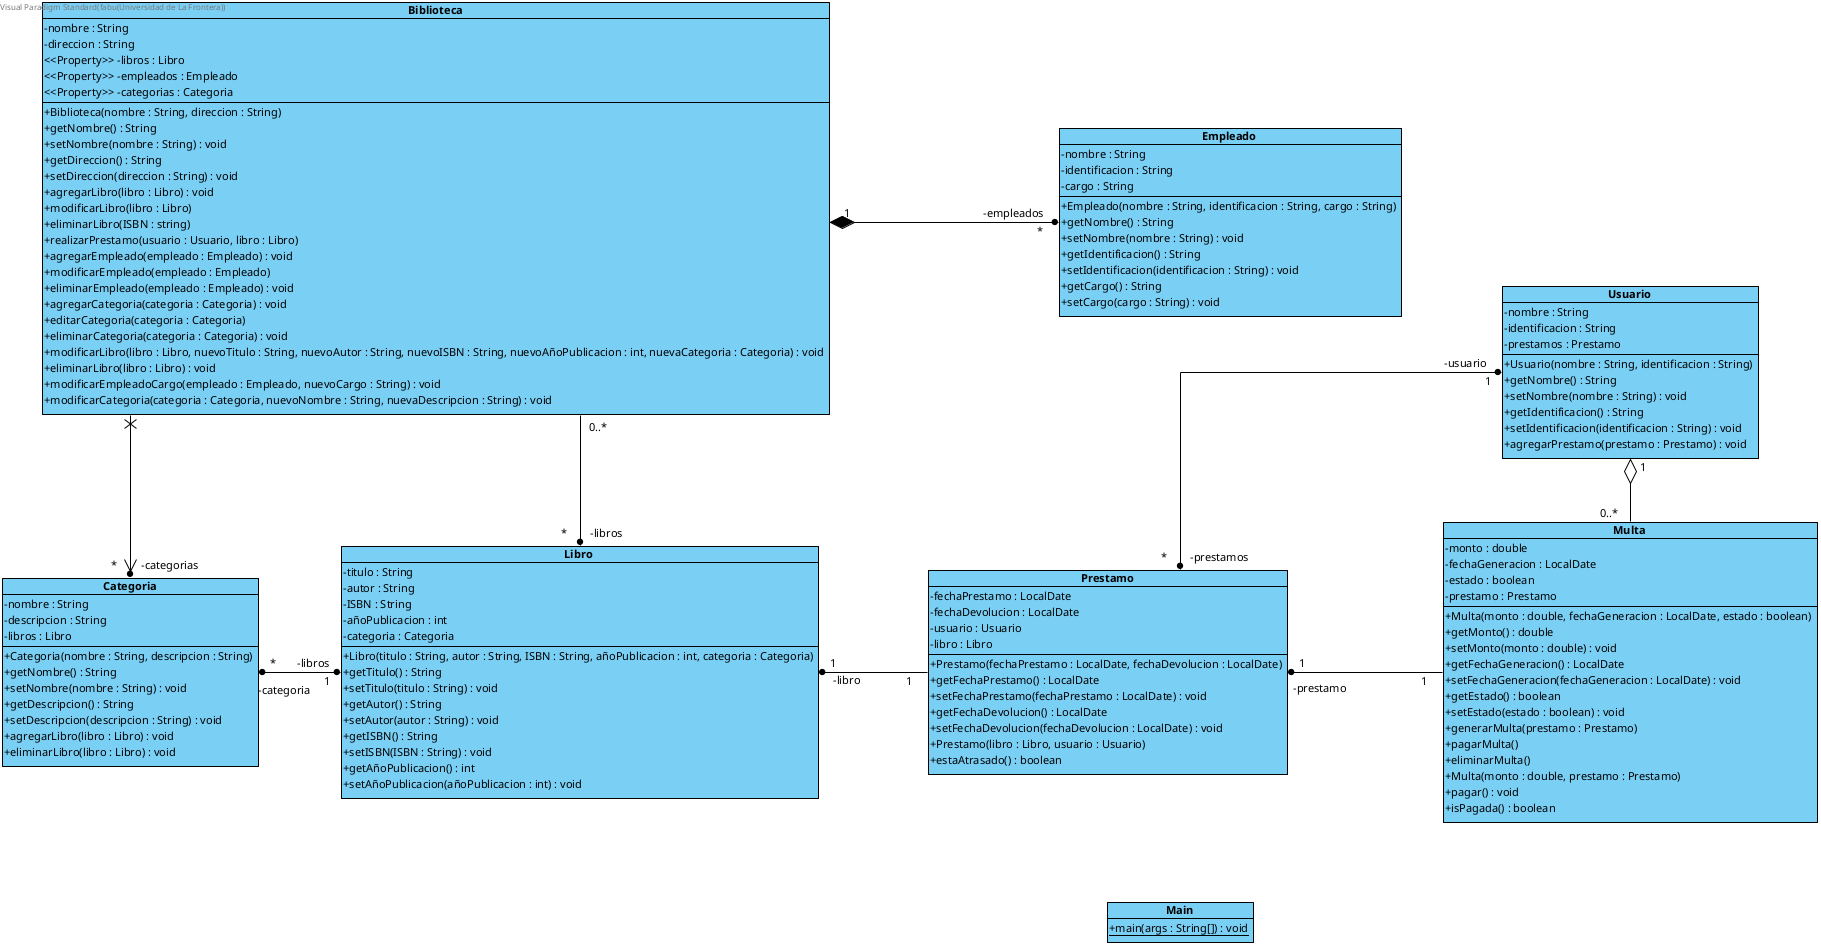 Visual Paradigm Standard(fabu(Universidad de La Frontera))
Biblioteca
-nombre : String
-direccion : String
<<Property>> -libros : Libro
<<Property>> -empleados : Empleado
<<Property>> -categorias : Categoria
+Biblioteca(nombre : String, direccion : String)
+getNombre() : String
+setNombre(nombre : String) : void
+getDireccion() : String
+setDireccion(direccion : String) : void
+agregarLibro(libro : Libro) : void
+modificarLibro(libro : Libro)
+eliminarLibro(ISBN : string)
+realizarPrestamo(usuario : Usuario, libro : Libro)
+agregarEmpleado(empleado : Empleado) : void
+modificarEmpleado(empleado : Empleado)
+eliminarEmpleado(empleado : Empleado) : void
+agregarCategoria(categoria : Categoria) : void
+editarCategoria(categoria : Categoria)
+eliminarCategoria(categoria : Categoria) : void
+modificarLibro(libro : Libro, nuevoTitulo : String, nuevoAutor : String, nuevoISBN : String, nuevoAñoPublicacion : int, nuevaCategoria : Categoria) : void
+eliminarLibro(libro : Libro) : void
+modificarEmpleadoCargo(empleado : Empleado, nuevoCargo : String) : void
+modificarCategoria(categoria : Categoria, nuevoNombre : String, nuevaDescripcion : String) : void
1
-empleados
*
Empleado
-nombre : String
-identificacion : String
-cargo : String
+Empleado(nombre : String, identificacion : String, cargo : String)
+getNombre() : String
+setNombre(nombre : String) : void
+getIdentificacion() : String
+setIdentificacion(identificacion : String) : void
+getCargo() : String
+setCargo(cargo : String) : void
Usuario
-nombre : String
-identificacion : String
-prestamos : Prestamo
+Usuario(nombre : String, identificacion : String)
+getNombre() : String
+setNombre(nombre : String) : void
+getIdentificacion() : String
+setIdentificacion(identificacion : String) : void
+agregarPrestamo(prestamo : Prestamo) : void
-usuario
1
1
0..*
0..*
* -libros
* -categorias
* -prestamos
Categoria
-nombre : String
-descripcion : String
-libros : Libro
+Categoria(nombre : String, descripcion : String)
+getNombre() : String
+setNombre(nombre : String) : void
+getDescripcion() : String
+setDescripcion(descripcion : String) : void
+agregarLibro(libro : Libro) : void
+eliminarLibro(libro : Libro) : void
* -libros
-categoria 1
Libro
-titulo : String
-autor : String
-ISBN : String
-añoPublicacion : int
-categoria : Categoria
+Libro(titulo : String, autor : String, ISBN : String, añoPublicacion : int, categoria : Categoria)
+getTitulo() : String
+setTitulo(titulo : String) : void
+getAutor() : String
+setAutor(autor : String) : void
+getISBN() : String
+setISBN(ISBN : String) : void
+getAñoPublicacion() : int
+setAñoPublicacion(añoPublicacion : int) : void
1
-libro 1
Prestamo
-fechaPrestamo : LocalDate
-fechaDevolucion : LocalDate
-usuario : Usuario
-libro : Libro
+Prestamo(fechaPrestamo : LocalDate, fechaDevolucion : LocalDate)
+getFechaPrestamo() : LocalDate
+setFechaPrestamo(fechaPrestamo : LocalDate) : void
+getFechaDevolucion() : LocalDate
+setFechaDevolucion(fechaDevolucion : LocalDate) : void
+Prestamo(libro : Libro, usuario : Usuario)
+estaAtrasado() : boolean
1
-prestamo 1
Multa
-monto : double
-fechaGeneracion : LocalDate
-estado : boolean
-prestamo : Prestamo
+Multa(monto : double, fechaGeneracion : LocalDate, estado : boolean)
+getMonto() : double
+setMonto(monto : double) : void
+getFechaGeneracion() : LocalDate
+setFechaGeneracion(fechaGeneracion : LocalDate) : void
+getEstado() : boolean
+setEstado(estado : boolean) : void
+generarMulta(prestamo : Prestamo)
+pagarMulta()
+eliminarMulta()
+Multa(monto : double, prestamo : Prestamo)
+pagar() : void
+isPagada() : boolean
Main
+main(args : String[]) : void